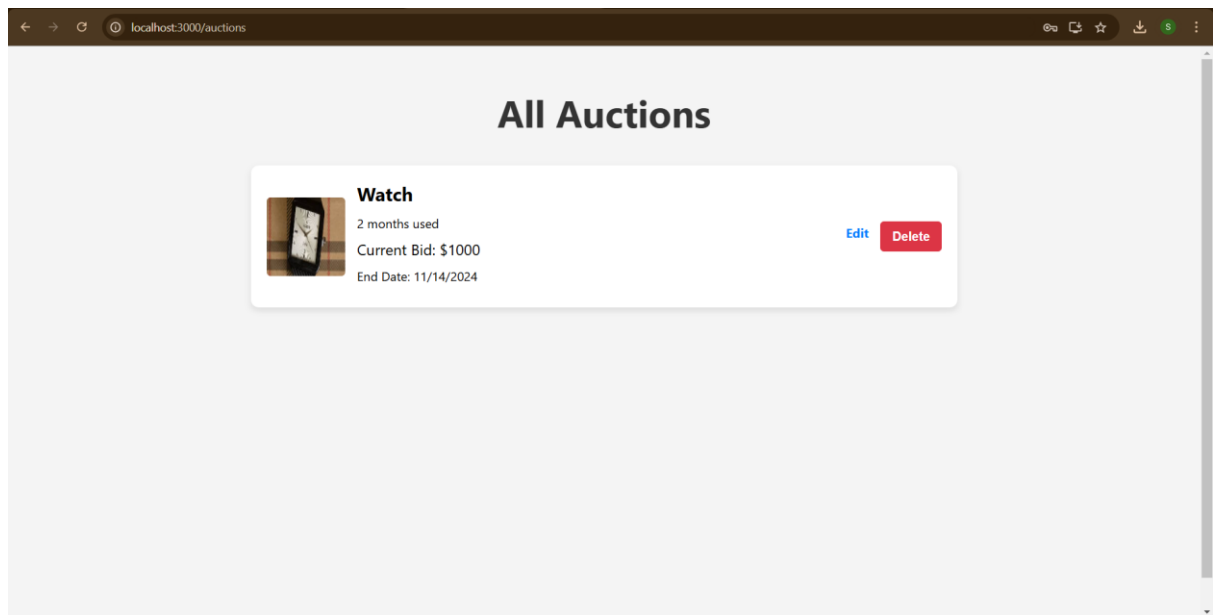 localhost:3000/auctions
S
All Auctions
Watch
2 months used
Current Bid: $1000
End Date: 11/14/2024
Edit
Delete